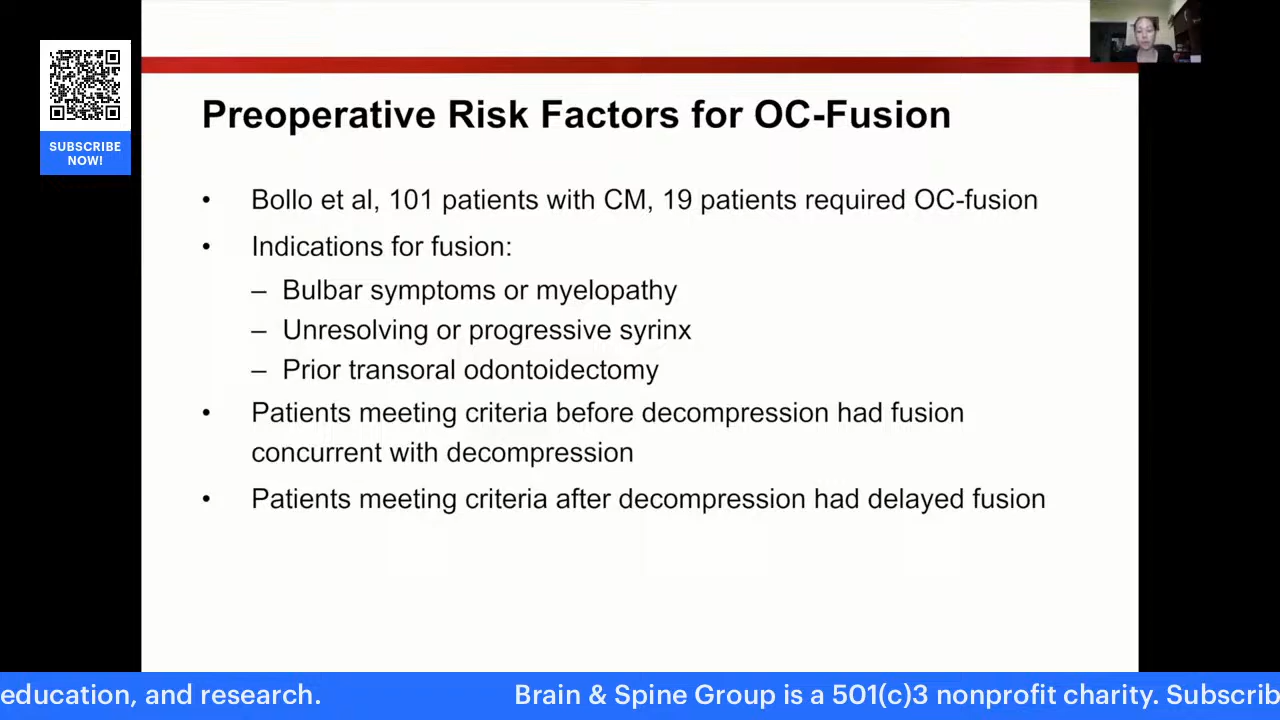 SUBSCRIBE
NOW!
Preoperative Risk Factors for OC-Fusion
• Bollo et al, 101 patients with CM, 19 patients required OC-fusion
• Indications for fusion:
– Bulbar symptoms or myelopathy
– Unresolving or progressive syrinx
– Prior transoral odontoidectomy
• Patients meeting criteria before decompression had fusion
concurrent with decompression
• Patients meeting criteria after decompression had delayed fusion
education, and research. Brain & Spine Group is a 501(c)3 nonprofit charity. Subscrib